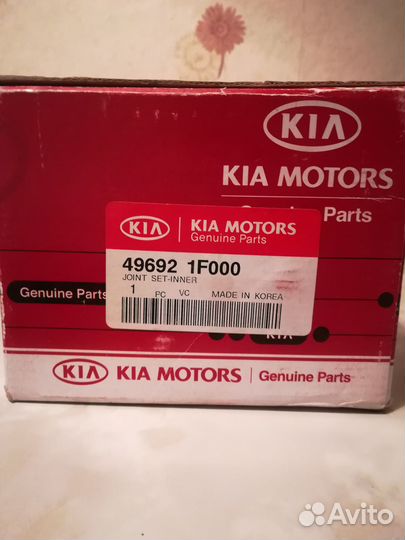 KIA
KIA MOTORS
Genuine Parts
KIA
KIA MOTORS
Genuine Parts
49692 1F000
JOINT SET-INNER
1 PC VC MADE IN KOREA
Genuine Parts
KIA
KIA KIA MOTORS Genuine Parts
Avito